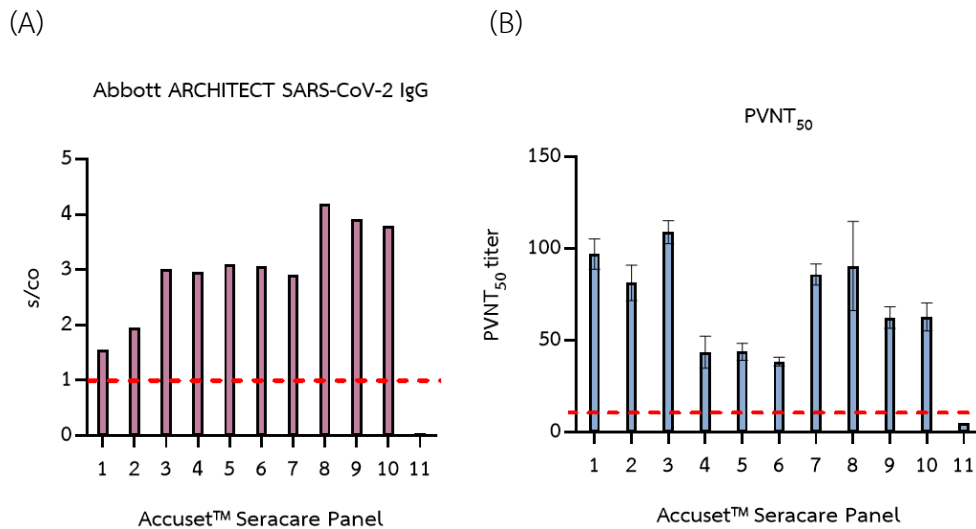 (A)
Abbott ARCHITECT SARS-CoV-2 IgG
s/co
5
4
3
2
1
0
1 2 3 4 5 6 7 8 9 10 11
Accuset™ Seracare Panel
(B)
PVNT50
PVNT50 titer
150
100
50
0
1 2 3 4 5 6 7 8 9 10 11
Accuset™ Seracare Panel